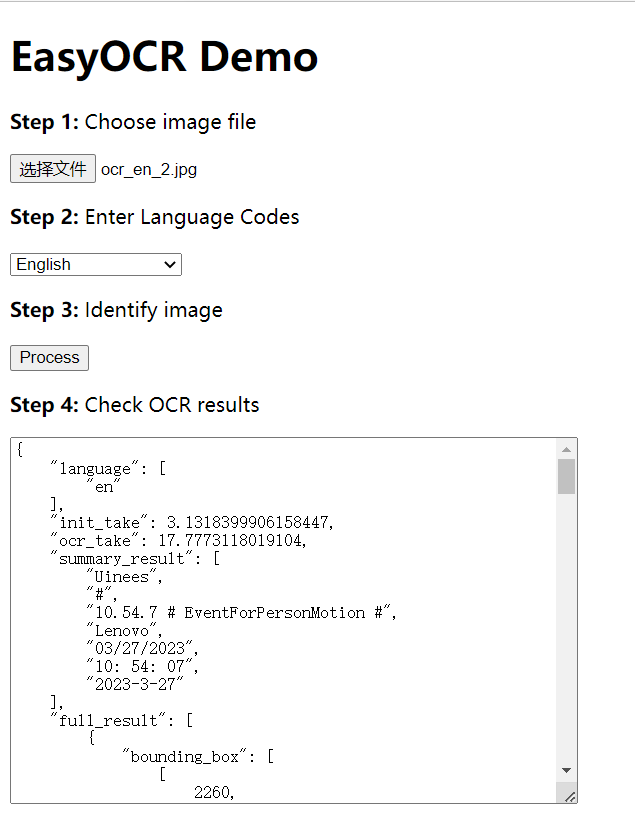 EasyOCR Demo
Step 1: Choose image file
选择文件 ocr_en_2.jpg
Step 2: Enter Language Codes
English
Step 3: Identify image
Process
Step 4: Check OCR results
{
"language": [
"en"
],
"init_take": 3.1318399906158447,
"ocr_take": 17.7773118019104,
"summary_result": [
"Uinees",
"#",
"10.54.7 # EventForPersonMotion #",
"Lenovo",
"03/27/2023",
"10: 54: 07",
"2023-3-27"
],
"full_result": [
{
"bounding_box": [
[
2260,